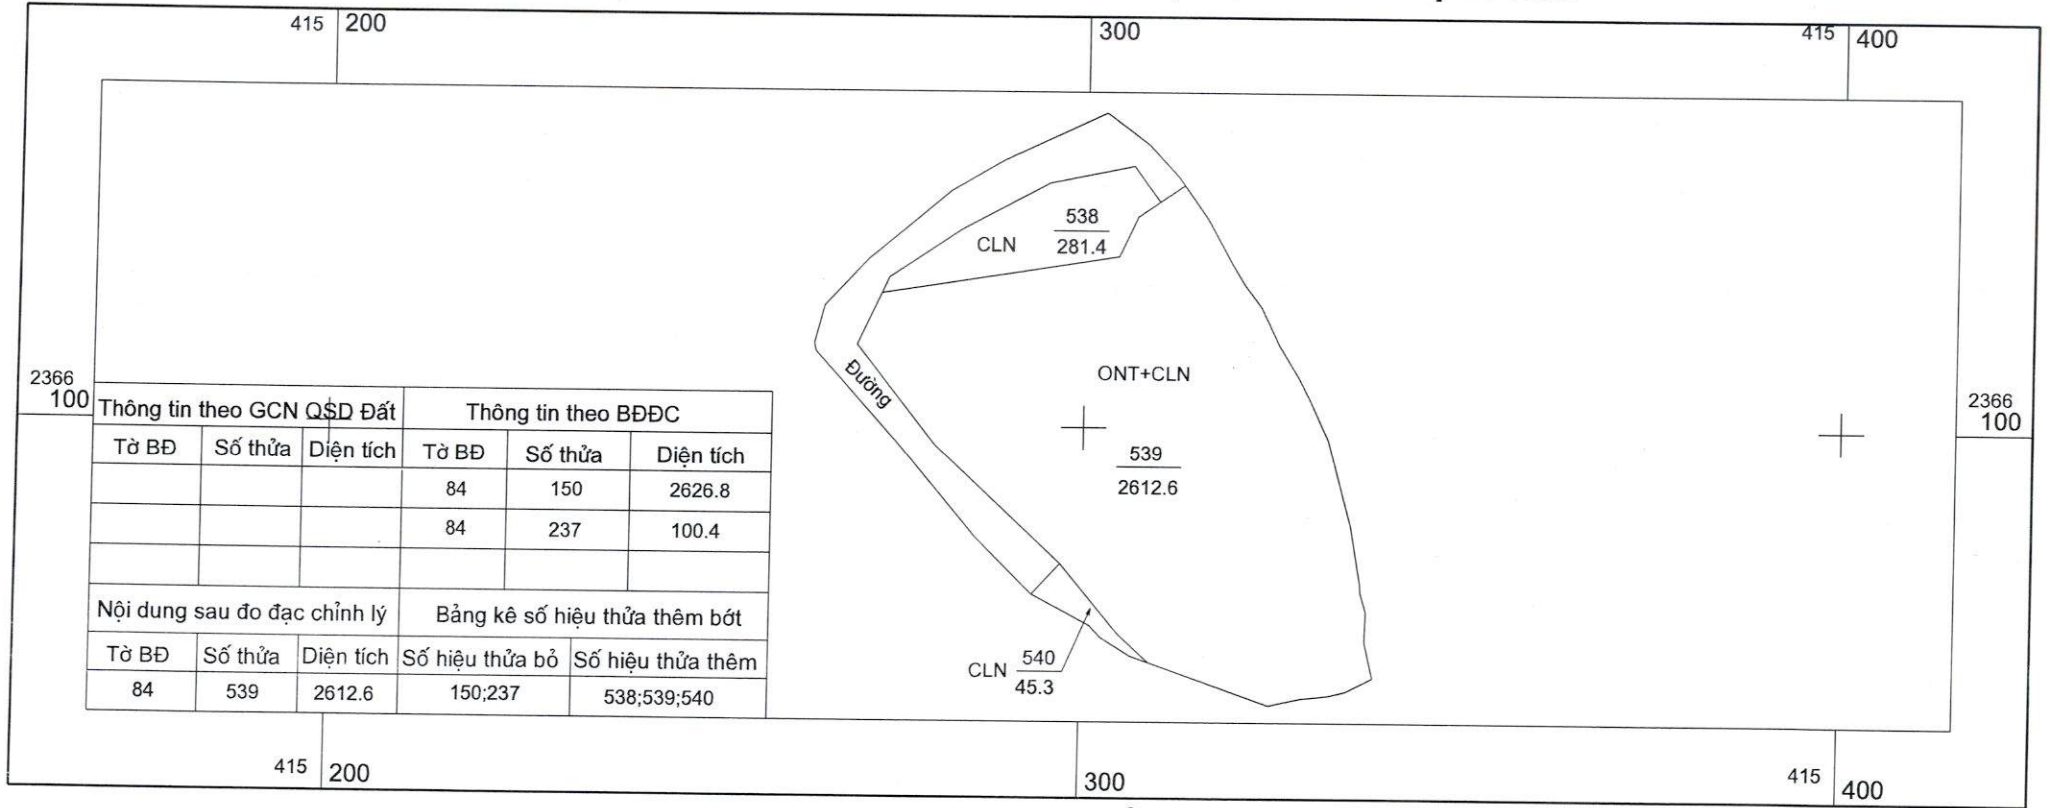 415 200 300 415 400
538
CLN 281.4
Đường
ONT+CLN
2366
100
2366
100
539
2612.6
Thông tin theo GCN QSD Đất Thông tin theo BĐĐC
Tờ BĐ Số thửa Diện tích Tờ BĐ Số thửa Diện tích
84 150 2626.8
84 237 100.4
Nội dung sau đo đạc chỉnh lý Bảng kê số hiệu thửa thêm bớt
Tờ BĐ Số thửa Diện tích Số hiệu thửa bỏ Số hiệu thửa thêm
84 539 2612.6 150;237 538;539;540
CLN 540
45.3
415 200 300 415 400